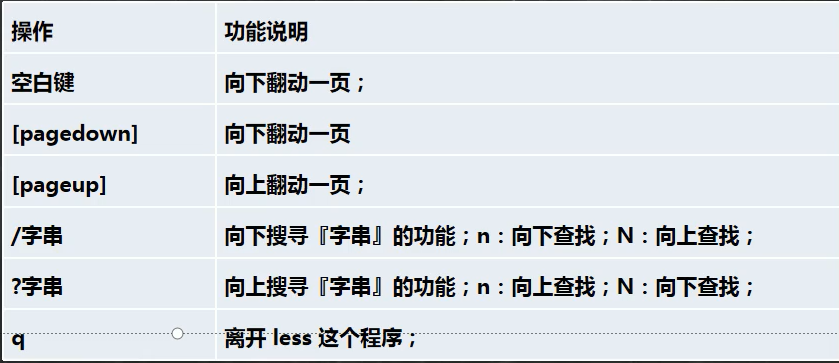 操作 功能说明
空白键 向下翻动一页；
[pagedown] 向下翻动一页
[pageup] 向上翻动一页；
/字串 向下搜寻『字串』的功能；n：向下查找；N：向上查找；
?字串 向上搜寻『字串』的功能；n：向上查找；N：向下查找；
q 离开 less 这个程序；